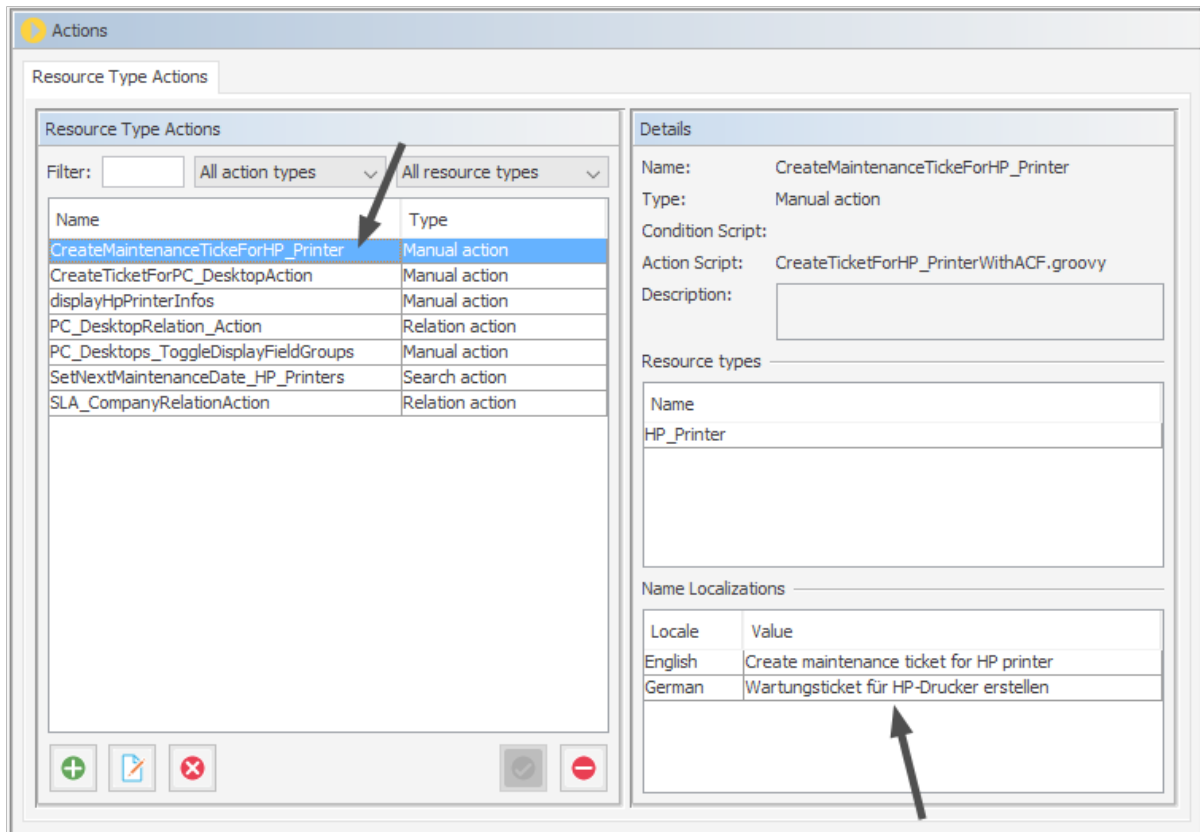 Actions
Resource Type Actions
Resource Type Actions
Filter: All action types All resource types
Name Type
CreateMaintenanceTickeForHP_Printer Manual action
CreateTicketForPC_DesktopAction Manual action
displayHpPrinterInfos Manual action
PC_DesktopRelation_Action Relation action
PC_Desktops_ToggleDisplayFieldGroups Manual action
SetNextMaintenanceDate_HP_Printers Search action
SLA_CompanyRelationAction Relation action
Details
Name: CreateMaintenanceTickeForHP_Printer
Type: Manual action
Condition Script:
Action Script: CreateTicketForHP_PrinterWithACF.groovy
Description:
Resource types
Name
HP_Printer
Name Localizations
Locale Value
English Create maintenance ticket for HP printer
German Wartungsticket für HP-Drucker erstellen